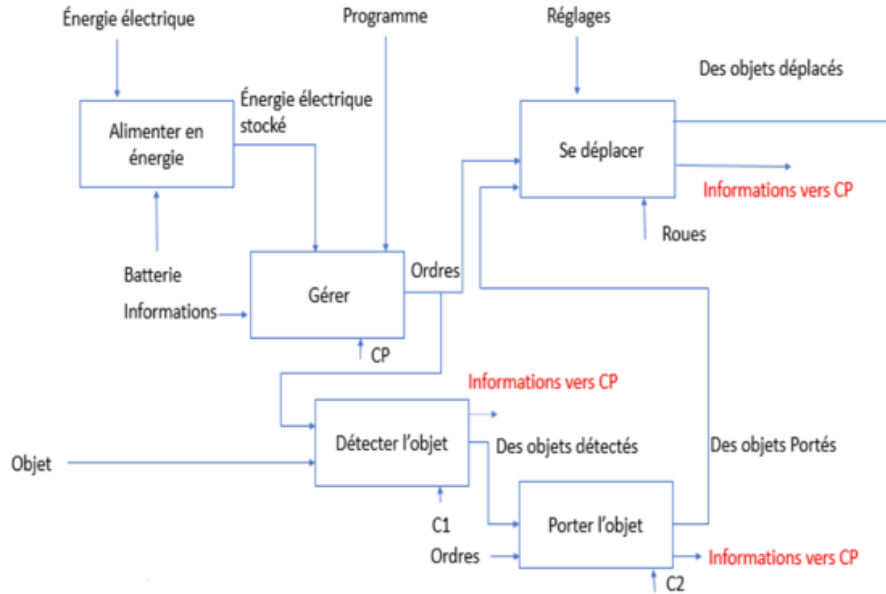 Énergie électrique
Programme
Réglages
Des objets déplacés
Énergie électrique
stocké
Alimenter en
énergie
Se déplacer
Informations vers CP
Roues
Batterie
Ordres
Gérer
Informations
CP
Informations vers CP
Détecter l'objet
Des objets détectés
Des objets Portés
Objet
C1
Porter l'objet
Ordres
Informations vers CP
C2